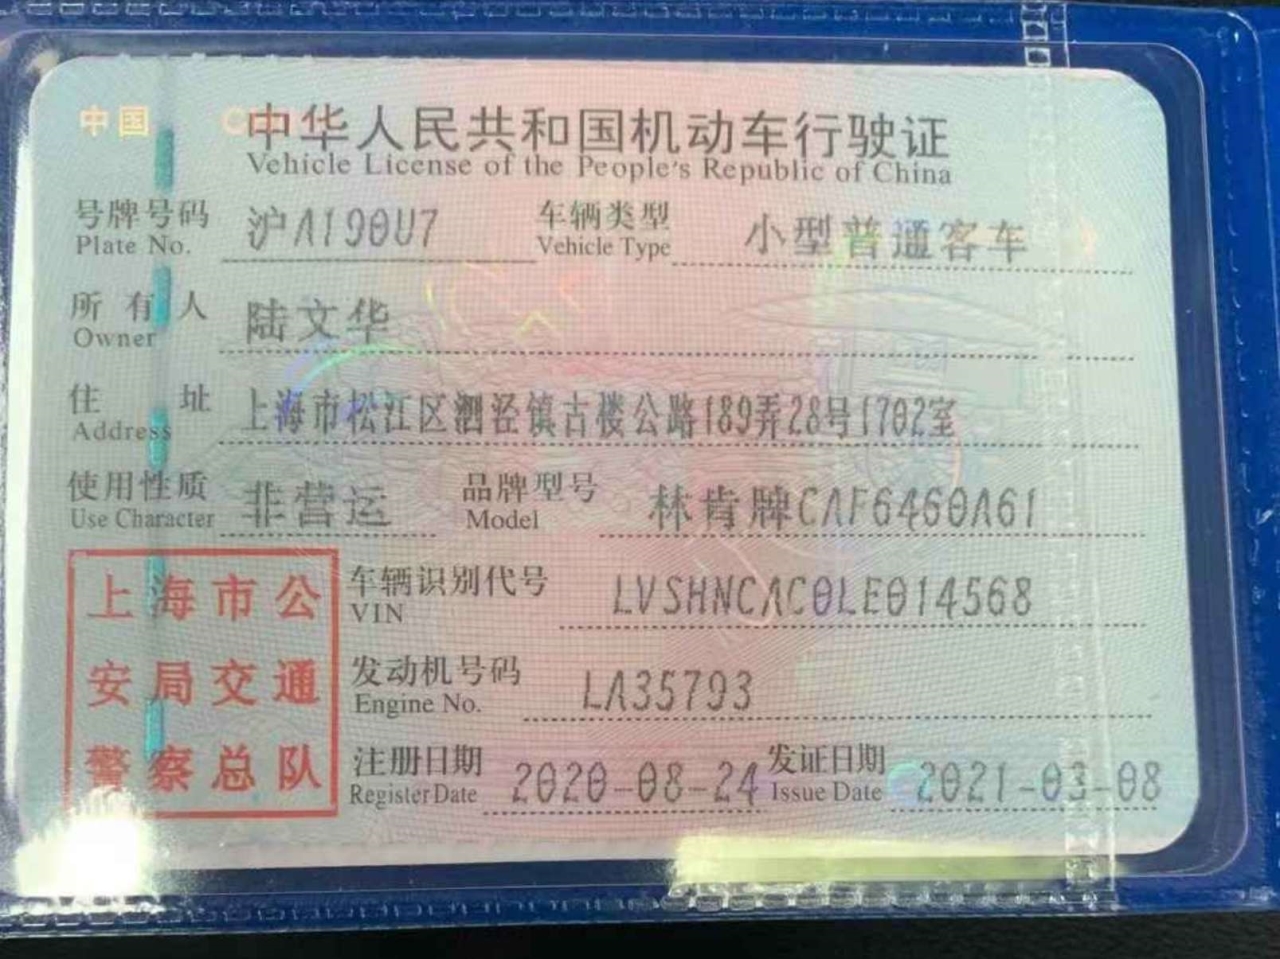 中国 C
中华人民共和国机动车行驶证
Vehicle License of the People's Republic of China
号牌号码 沪A190U7 车辆类型 小型普通客车
Plate No. Vehicle Type
所有人 陆文华
Owner
住址 上海市松江区泗泾镇古楼公路189弄28号1702室
Address
使用性质 非营运 品牌型号 林肯牌CAF6460A61
Use Character Model
上海市公 车辆识别代号 LVSHNCAC0LE014568
VIN
安局交通 发动机号码 LA35793
Engine No.
警察总队 注册日期 2020-08-24 发证日期 2021-03-08
Register Date Issue Date